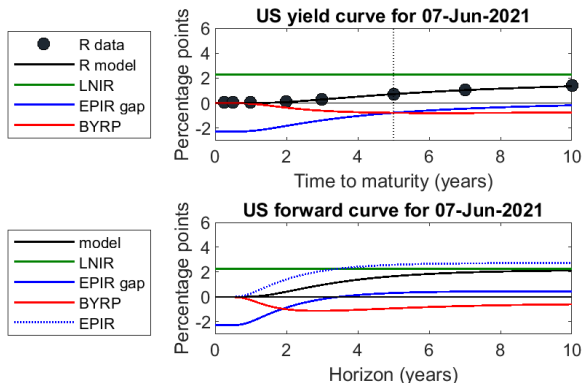 US yield curve for 07-Jun-2021
R data
R model
LNIR
EPIR gap
BYRP
Percentage points
6
4
2
0
-2
0 2 4 6 8 10
Time to maturity (years)
US forward curve for 07-Jun-2021
model
LNIR
EPIR gap
BYRP
EPIR
Percentage points
6
4
2
0
-2
0 2 4 6 8 10
Horizon (years)